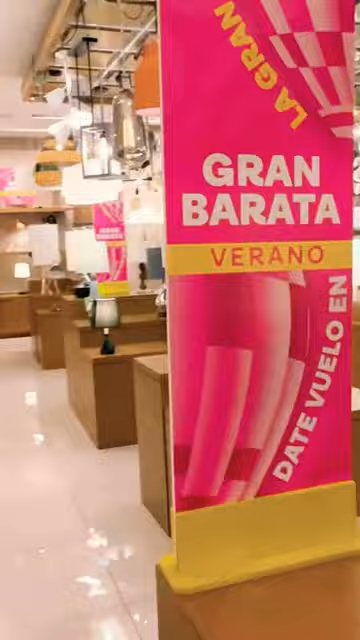 LA GRAN
GRAN
BARATA
VERANO
DATE VUELO EN